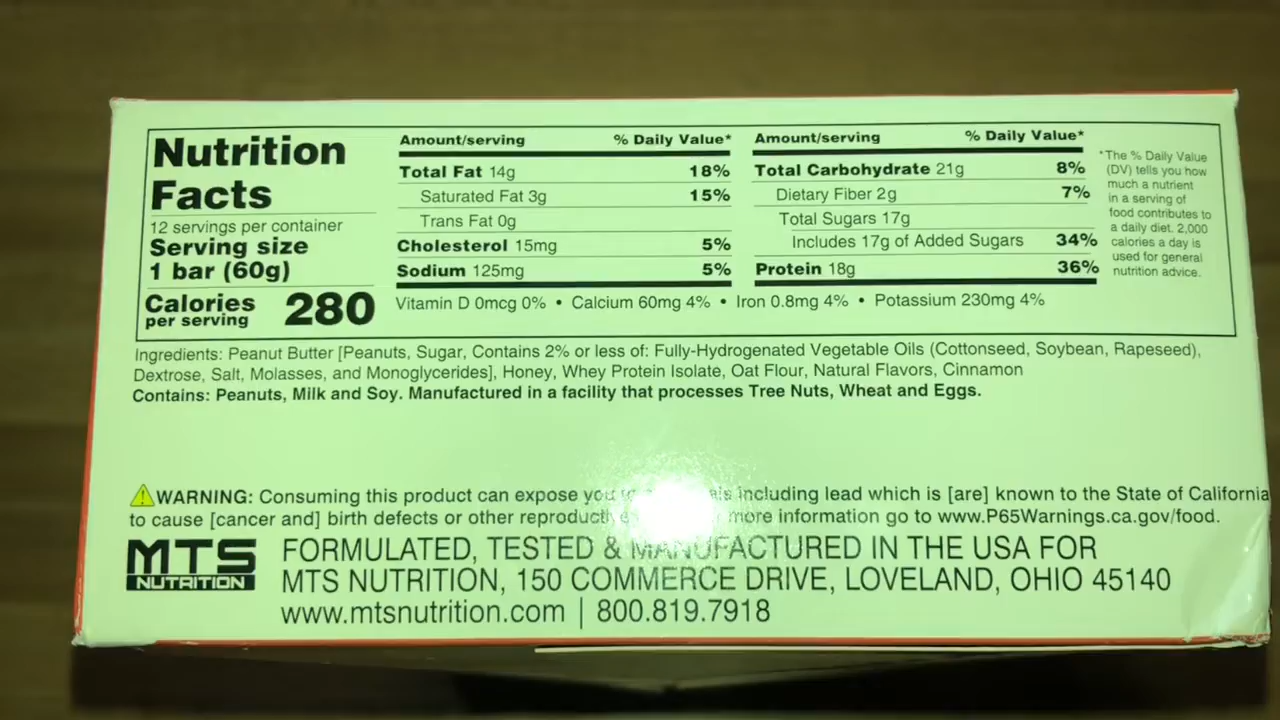 Nutrition
Facts
12 servings per container
Serving size
1 bar (60g)
Calories
per serving
280
Amount/serving % Daily Value*
Total Fat 14g 18%
Saturated Fat 3g 15%
Trans Fat 0g
Cholesterol 15mg 5%
Sodium 125mg 5%
Amount/serving % Daily Value*
Total Carbohydrate 21g 8%
Dietary Fiber 2g 7%
Total Sugars 17g
Includes 17g of Added Sugars 34%
Protein 18g 36%
Vitamin D 0mcg 0% • Calcium 60mg 4% • Iron 0.8mg 4% • Potassium 230mg 4%
*The % Daily Value
(DV) tells you how
much a nutrient
in a serving of
food contributes to
a daily diet. 2,000
calories a day is
used for general
nutrition advice.
Ingredients: Peanut Butter [Peanuts, Sugar, Contains 2% or less of: Fully-Hydrogenated Vegetable Oils (Cottonseed, Soybean, Rapeseed),
Dextrose, Salt, Molasses, and Monoglycerides], Honey, Whey Protein Isolate, Oat Flour, Natural Flavors, Cinnamon
Contains: Peanuts, Milk and Soy. Manufactured in a facility that processes Tree Nuts, Wheat and Eggs.
WARNING: Consuming this product can expose you including lead which is [are] known to the State of California
to cause [cancer and] birth defects or other more information go to www.P65Warnings.ca.gov/food.
MTS
NUTRITION
FORMULATED, TESTED & MANUFACTURED IN THE USA FOR
MTS NUTRITION, 150 COMMERCE DRIVE, LOVELAND, OHIO 45140
www.mtsnutrition.com | 800.819.7918